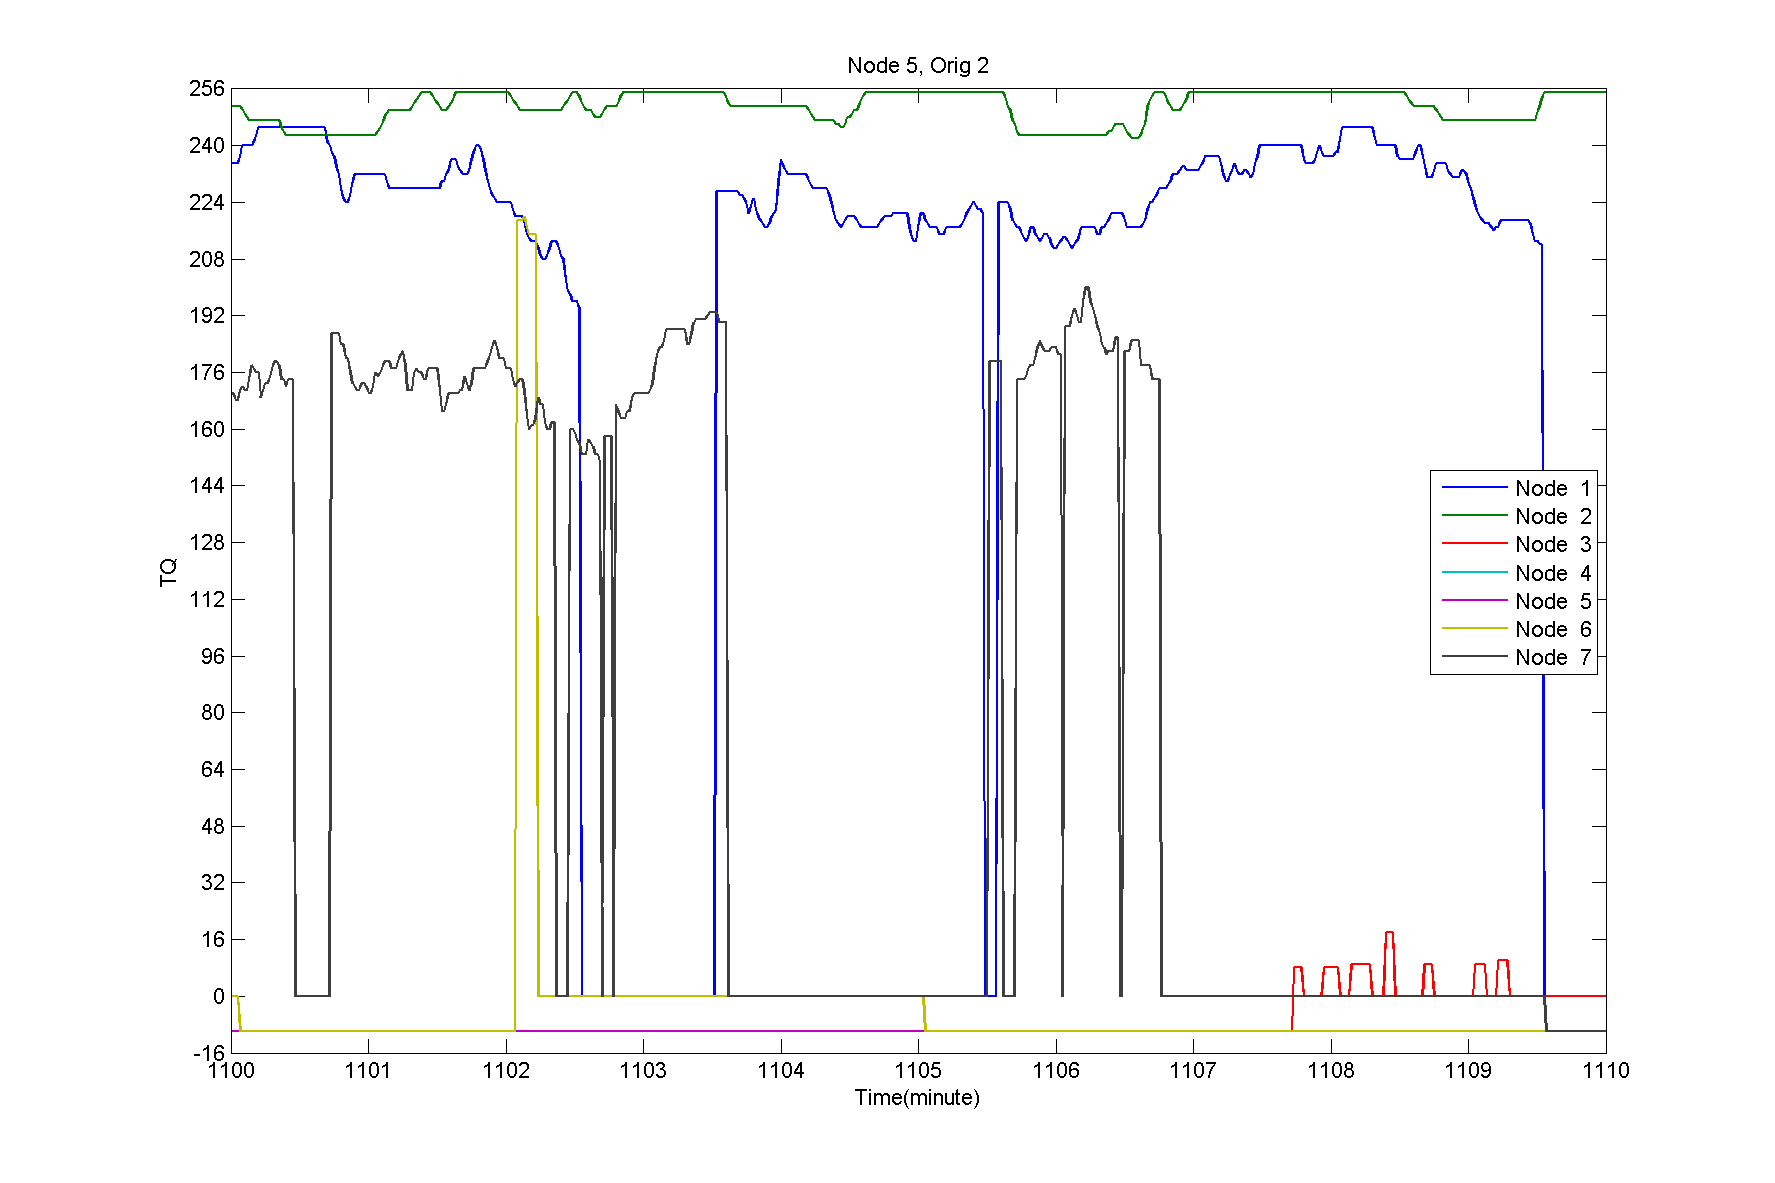 Node 5, Orig 2
256
240
224
208
192
176
160
144
128
112
96
80
64
48
32
16
0
-16
TQ
1100 1101 1102 1103 1104 1105 1106 1107 1108 1109 1110
Time(minute)
Node 1
Node 2
Node 3
Node 4
Node 5
Node 6
Node 7